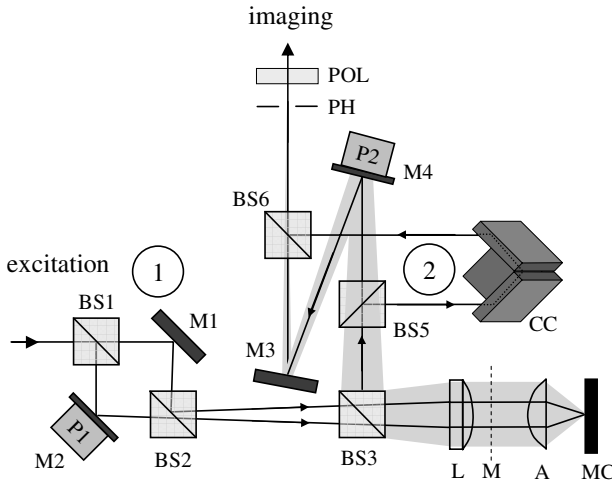 imaging
POL
PH
P2
M4
BS6
excitation
1
2
BS1
M1
BS5
CC
M3
P1
M2
BS2
BS3
L
M
A
MC